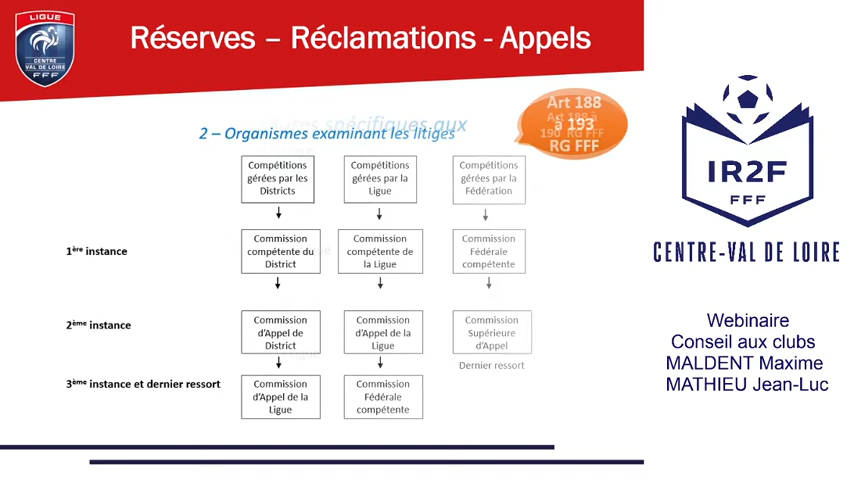 LIGUE
CENTRE
VAL DE LOIRE
FFF
Réserves – Réclamations - Appels
2 – Organismes examinant les litiges
Art 188
à 193
RG FFF
Compétitions
gérées par les
Districts
Compétitions
gérées par la
Ligue
Compétitions
gérées par la
Fédération
1ère instance
Commission
compétente du
District
Commission
compétente de
la Ligue
Commission
Fédérale
compétente
2ème instance
Commission
d'Appel de
District
Commission
d'Appel de la
Ligue
Commission
Supérieure
d'Appel
Dernier ressort
3ème instance et dernier ressort
Commission
d'Appel de la
Ligue
Commission
Fédérale
compétente
IR2F
FFF
CENTRE-VAL DE LOIRE
Webinaire
Conseil aux clubs
MALDENT Maxime
MATHIEU Jean-Luc